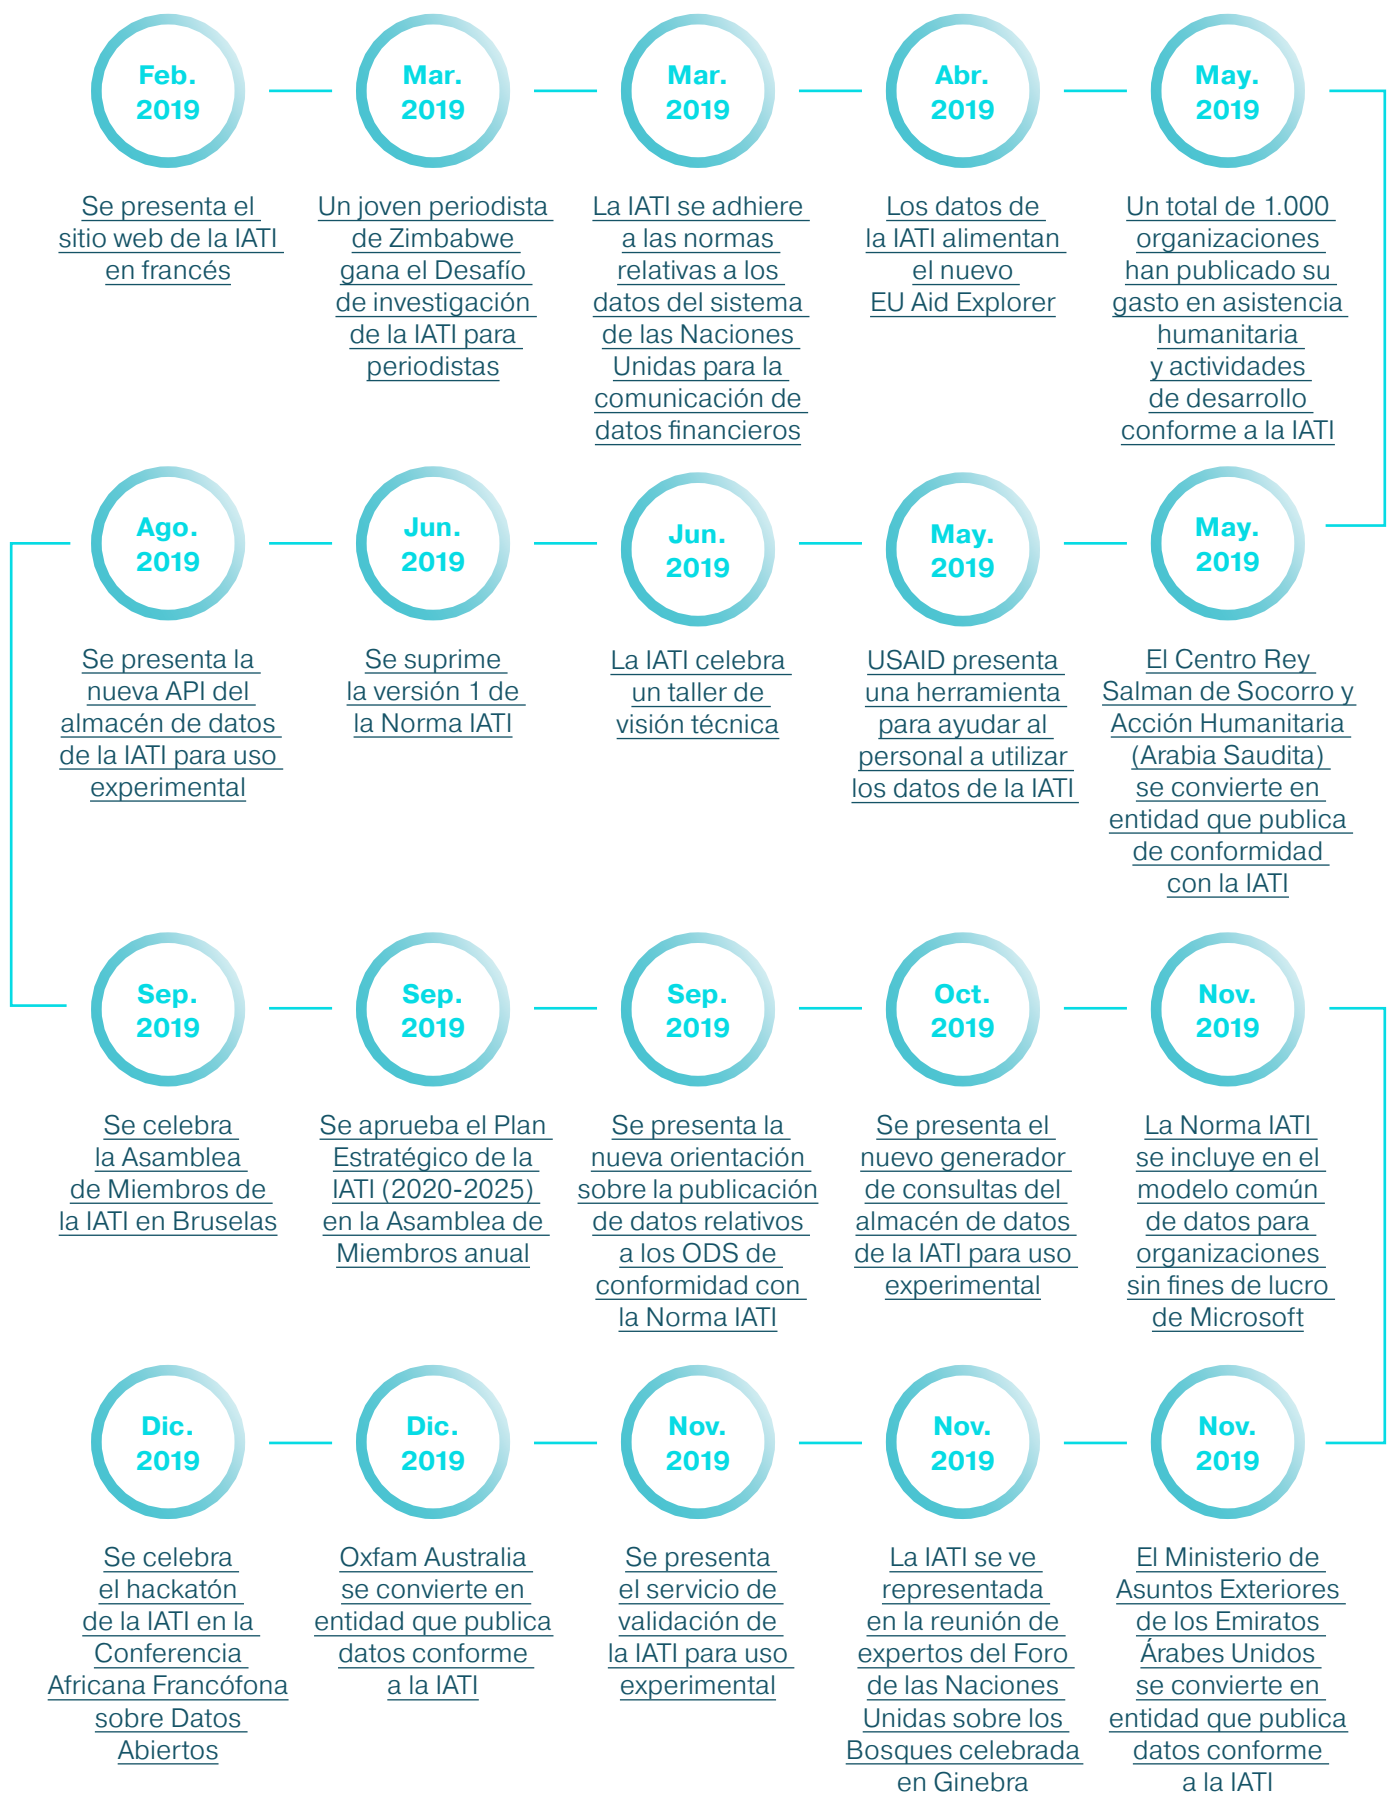 Feb.
2019
Se presenta el
sitio web de la IATI
en francés
Mar.
2019
Un joven periodista
de Zimbabwe
gana el Desafío
de investigación
de la IATI para
periodistas
Mar.
2019
La IATI se adhiere
a las normas
relativas a los
datos del sistema
de las Naciones
Unidas para la
comunicación de
datos financieros
Abr.
2019
Los datos de
la IATI alimentan
el nuevo
EU Aid Explorer
May.
2019
Un total de 1.000
organizaciones
han publicado su
gasto en asistencia
humanitaria
y actividades
de desarrollo
conforme a la IATI
May.
2019
El Centro Rey
Salman de Socorro y
Acción Humanitaria
(Arabia Saudita)
se convierte en
entidad que publica
de conformidad
con la IATI
May.
2019
USAID presenta
una herramienta
para ayudar al
personal a utilizar
los datos de la IATI
Jun.
2019
La IATI celebra
un taller de
visión técnica
Jun.
2019
Se suprime
la versión 1 de
la Norma IATI
Ago.
2019
Se presenta la
nueva API del
almacén de datos
de la IATI para uso
experimental
Sep.
2019
Se celebra
la Asamblea
de Miembros de
la IATI en Bruselas
Sep.
2019
Se aprueba el Plan
Estratégico de la
IATI (2020-2025)
en la Asamblea de
Miembros anual
Sep.
2019
Se presenta la
nueva orientación
sobre la publicación
de datos relativos
a los ODS de
conformidad con
la Norma IATI
Oct.
2019
Se presenta el
nuevo generador
de consultas del
almacén de datos
de la IATI para uso
experimental
Nov.
2019
La Norma IATI
se incluye en el
modelo común
de datos para
organizaciones
sin fines de lucro
de Microsoft
Nov.
2019
El Ministerio de
Asuntos Exteriores
de los Emiratos
Árabes Unidos
se convierte en
entidad que publica
datos conforme
a la IATI
Nov.
2019
La IATI se ve
representada
en la reunión de
expertos del Foro
de las Naciones
Unidas sobre los
Bosques celebrada
en Ginebra
Nov.
2019
Se presenta
el servicio de
validación de
la IATI para uso
experimental
Dic.
2019
Oxfam Australia
se convierte en
entidad que publica
datos conforme
a la IATI
Dic.
2019
Se celebra
el hackatón
de la IATI en la
Conferencia
Africana Francófona
sobre Datos
Abiertos